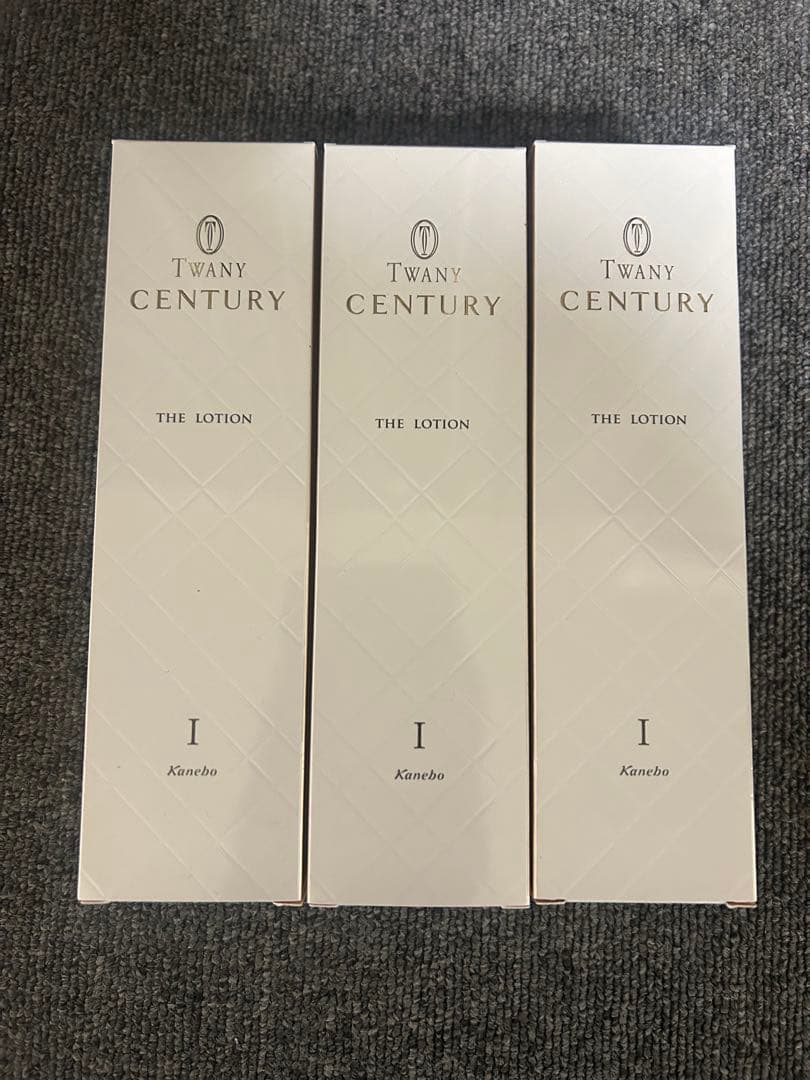 TWANY
CENTURY
THE LOTION
I
Kanebo
TWANY
CENTURY
THE LOTION
I
Kanebo
TWANY
CENTURY
THE LOTION
I
Kanebo